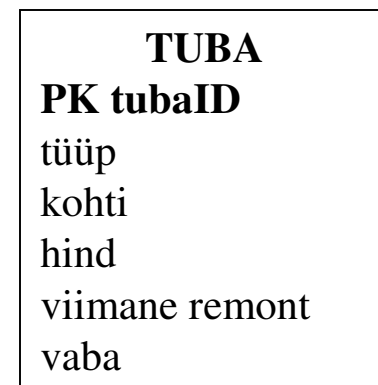 TUBA
PK tubaID
tüüp
kohti
hind
viimane remont
vaba